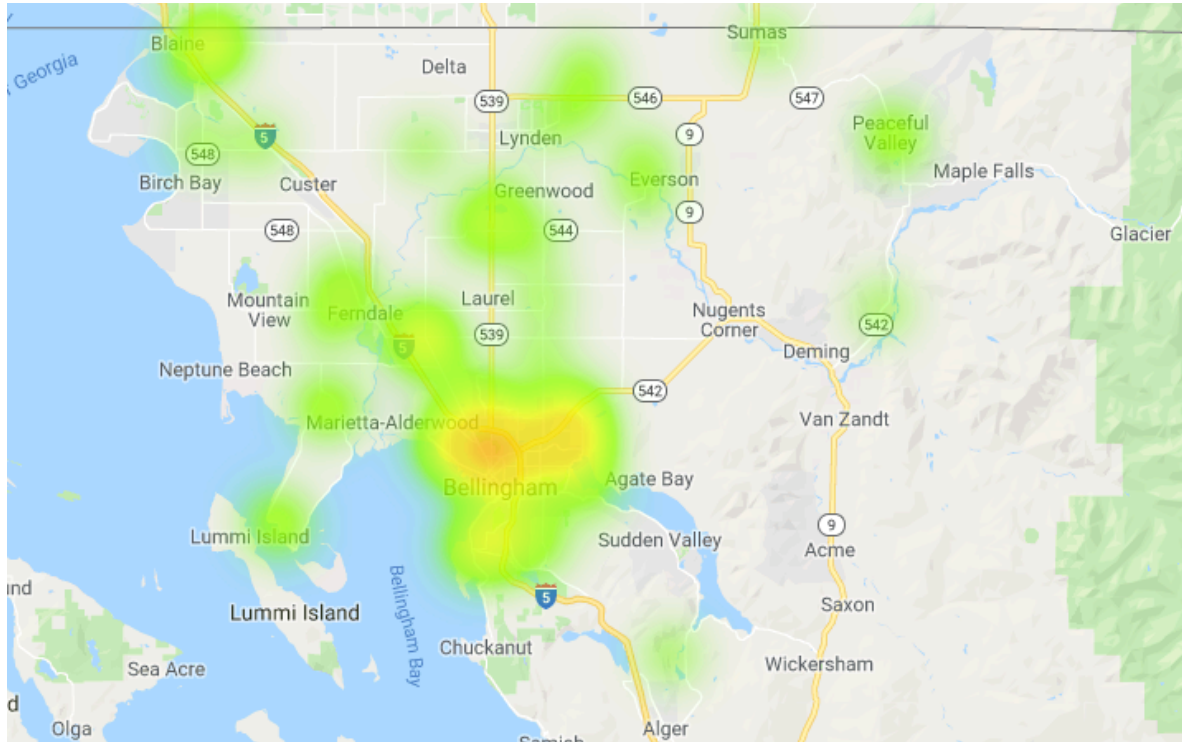 Blaine
Sumas
Georgia
Delta
539
546
547
5
Lynden
9
Peaceful
Valley
548
Birch Bay
Custer
Greenwood
Everson
Maple Falls
9
548
544
Glacier
Mountain
View
Ferndale
Laurel
539
Nugents
Corner
542
5
Deming
Neptune Beach
542
Marietta-Alderwood
Van Zandt
Bellingham
Agate Bay
Lummi Island
Sudden Valley
9
Acme
Bellingham Bay
5
Lummi Island
Saxon
Chuckanut
Sea Acre
Wickersham
Olga
Alger